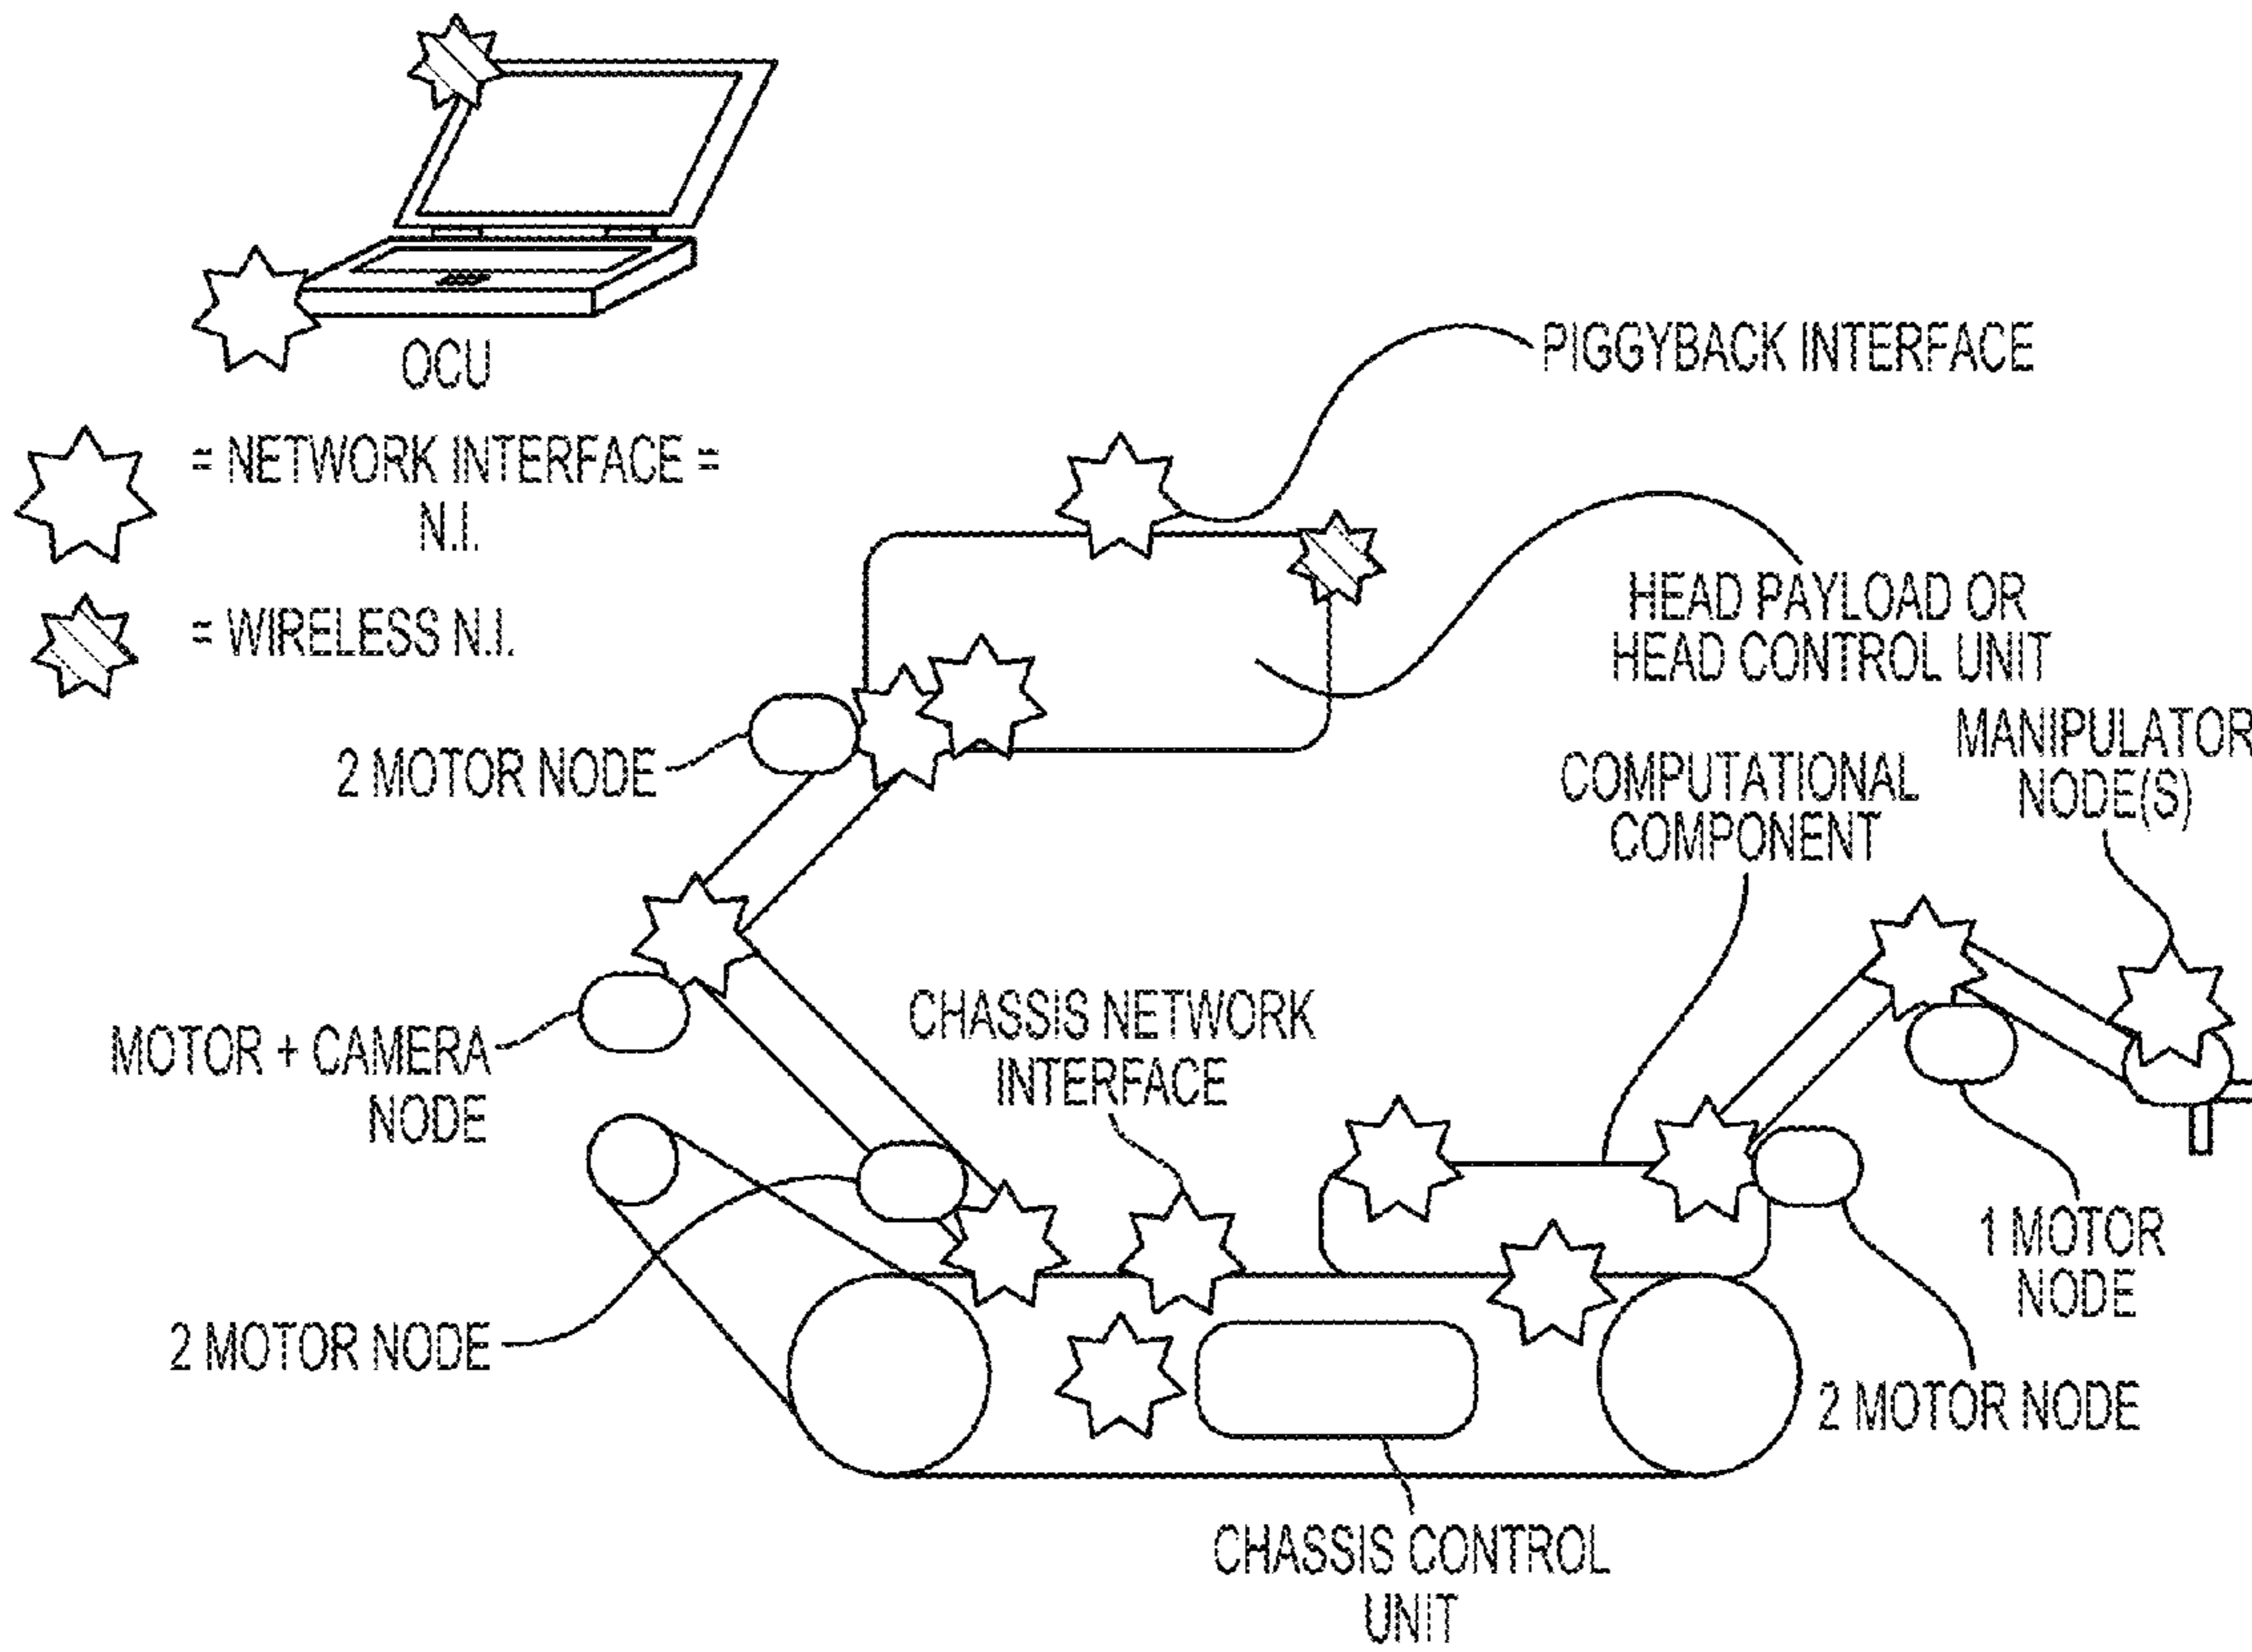 OCU
= NETWORK INTERFACE =
N.I.
= WIRELESS N.I.
PIGGYBACK INTERFACE
HEAD PAYLOAD OR
HEAD CONTROL UNIT
2 MOTOR NODE
COMPUTATIONAL
COMPONENT
MANIPULATOR
NODE(S)
MOTOR + CAMERA
NODE
CHASSIS NETWORK
INTERFACE
1 MOTOR
NODE
2 MOTOR NODE
2 MOTOR NODE
CHASSIS CONTROL
UNIT